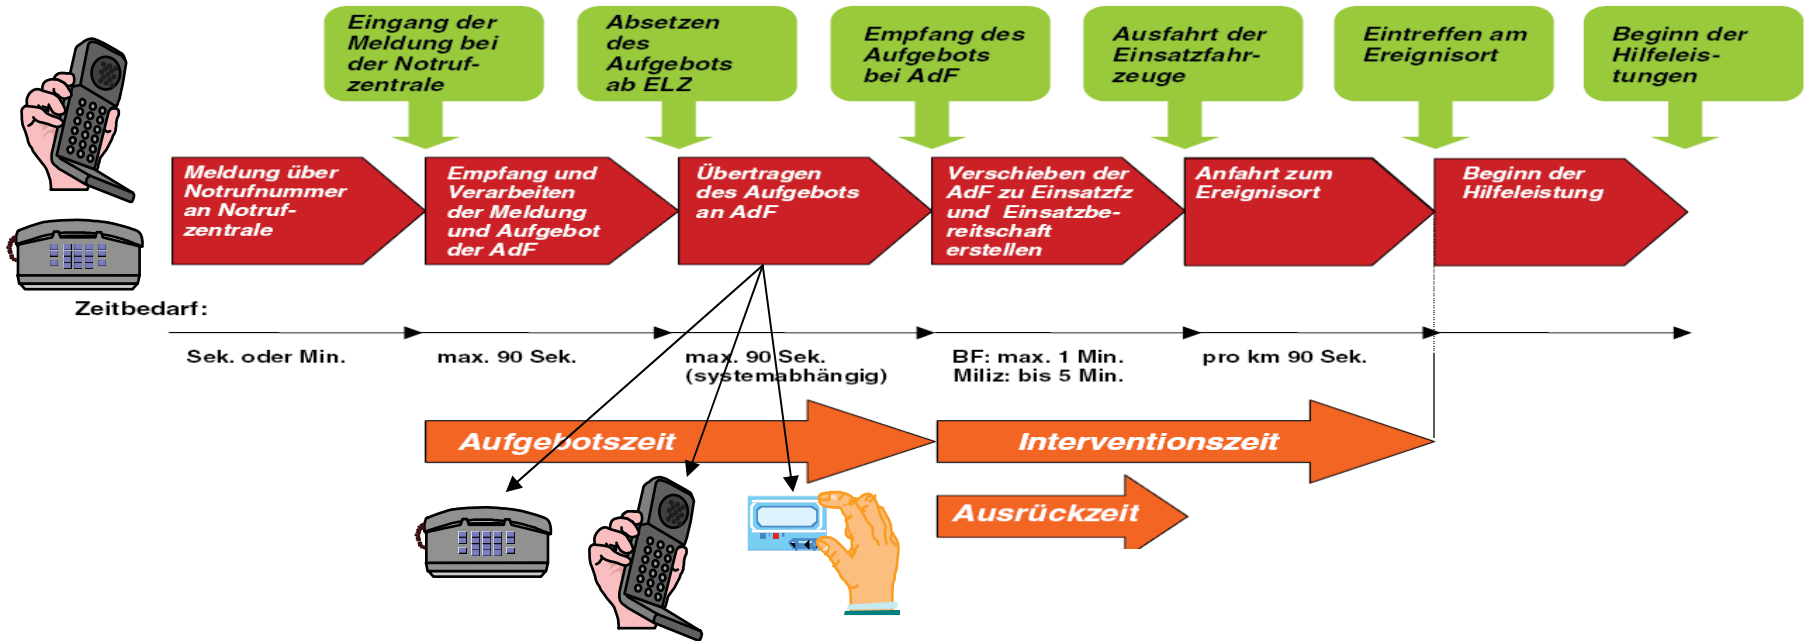 Eingang der
Meldung bei
der Notruf-
zentrale
Absetzen
des
Aufgebots
ab ELZ
Empfang des
Aufgebots
bei AdF
Ausfahrt der
Einsatzfahr-
zeuge
Eintreffen am
Ereignisort
Beginn der
Hilfeleis-
tungen
Meldung über
Notrufnummer
an Notruf-
zentrale
Empfang und
Verarbeiten
der Meldung
und Aufgebot
der AdF
Übertragen
des Aufgebots
an AdF
Verschieben der
AdF zu Einsatzfz
und Einsatzbe-
reitschaft
erstellen
Anfahrt zum
Ereignisort
Beginn der
Hilfeleistung
Zeitbedarf:
Sek. oder Min.
max. 90 Sek.
max. 90 Sek.
(systemabhängig)
BF: max. 1 Min.
Miliz: bis 5 Min.
pro km 90 Sek.
Aufgebotszeit
Interventionszeit
Ausrückzeit